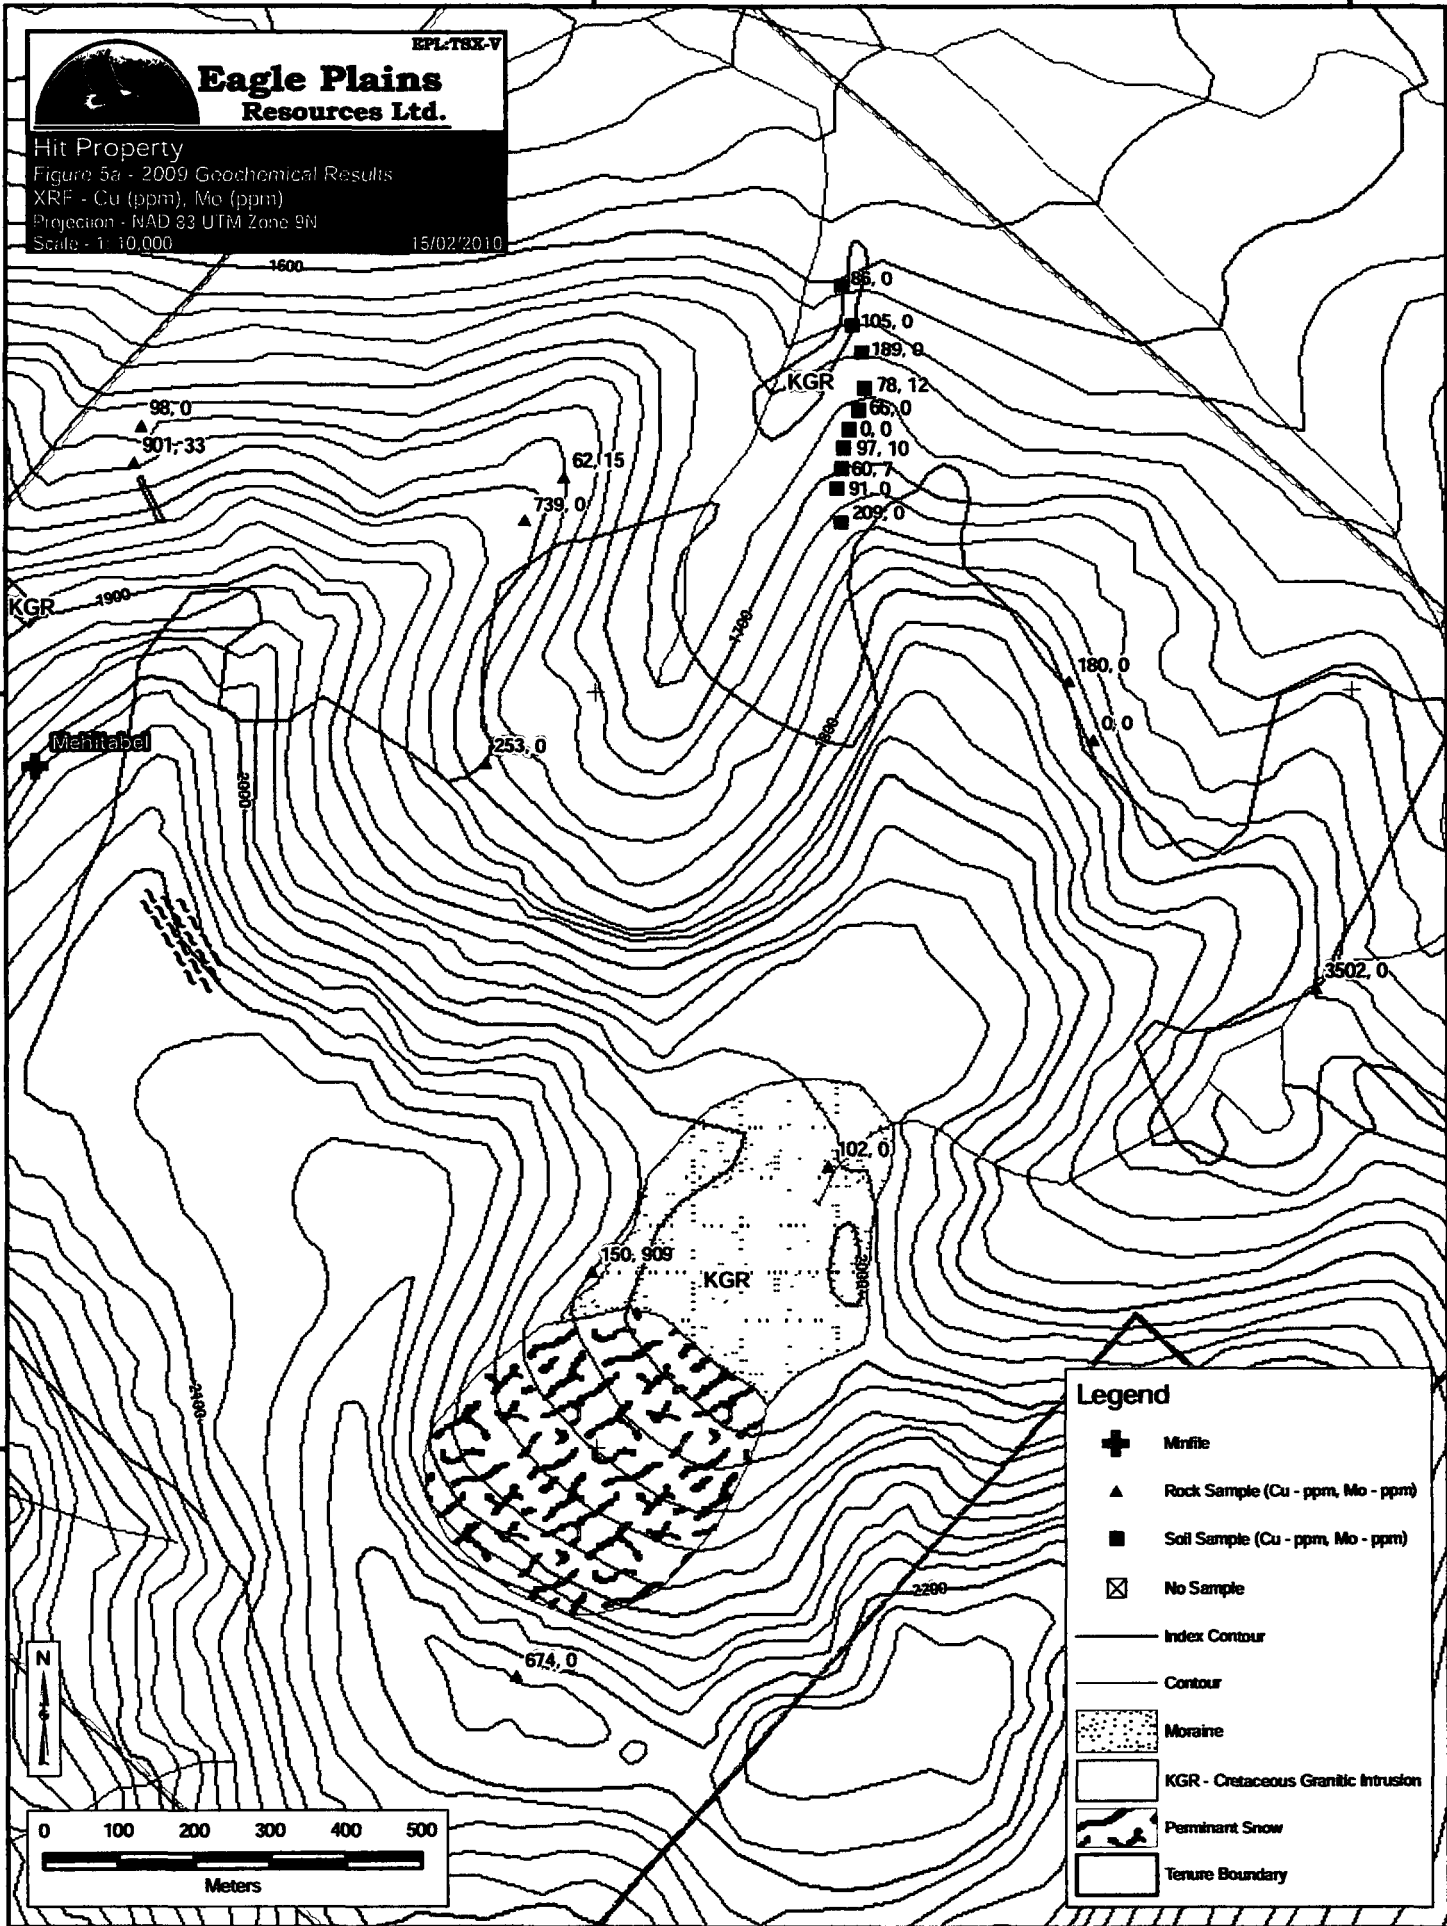 EPL:TSX-V
Eagle Plains
Resources Ltd.
Hit Property
Figure 5a - 2009 Geochemical Results
XRF - Cu (ppm), Mo (ppm)
Projection - NAD 83 UTM Zone 9N
Scale - 1: 10,000
15/02/2010
1600
86, 0
105, 0
189, 0
KGR
78, 12
66, 0
0, 0
97, 10
60, 7
91, 0
209, 0
98, 0
901, 33
62, 15
739, 0
KGR
1900
1700
180, 0
0, 0
1800
Mehitabel
253, 0
2000
3502, 0
102, 0
150, 909
KGR
2000
2400
2200
674, 0
N
0 100 200 300 400 500
Meters
Legend
Minfile
Rock Sample (Cu - ppm, Mo - ppm)
Soil Sample (Cu - ppm, Mo - ppm)
No Sample
Index Contour
Contour
Moraine
KGR - Cretaceous Granitic Intrusion
Perminant Snow
Tenure Boundary